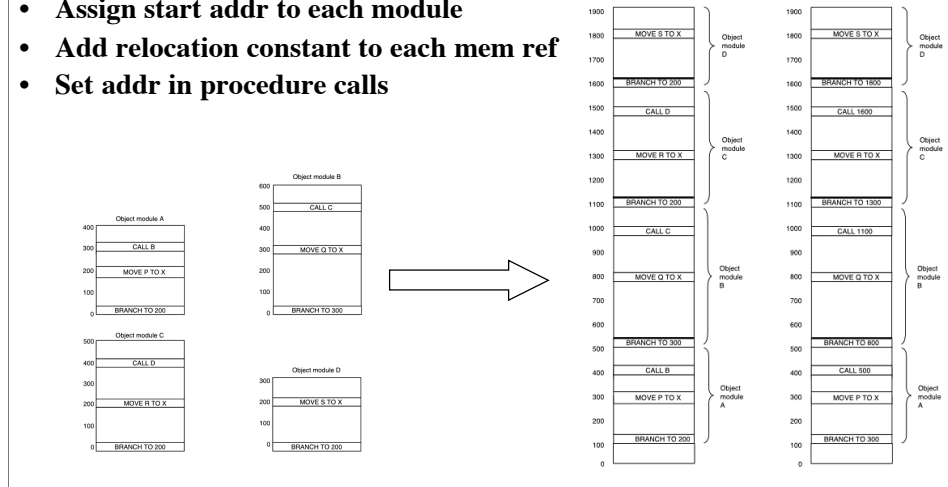 • Assign start addr to each module
• Add relocation constant to each mem ref
• Set addr in procedure calls
Object module A
400
300 CALL B
200 MOVE P TO X
100
0 BRANCH TO 200
Object module B
600
500 CALL C
400
300 MOVE Q TO X
200
100
0 BRANCH TO 300
Object module C
500
400 CALL D
300
200 MOVE R TO X
100
0 BRANCH TO 200
Object module D
300
200 MOVE S TO X
100
0 BRANCH TO 200
1900
1800 MOVE S TO X
Object
module
D
1700
1600 BRANCH TO 200
1500 CALL D
1400
Object
module
C
1300 MOVE R TO X
1200
1100 BRANCH TO 200
1000 CALL C
900
800 MOVE Q TO X
Object
module
B
700
600
500 BRANCH TO 300
400 CALL B
300 MOVE P TO X
Object
module
A
200
100 BRANCH TO 200
0
1900
1800 MOVE S TO X
Object
module
D
1700
1600 BRANCH TO 1800
1500 CALL 1600
1400
Object
module
C
1300 MOVE R TO X
1200
1100 BRANCH TO 1300
1000 CALL 1100
900
800 MOVE Q TO X
Object
module
B
700
600
500 BRANCH TO 800
400 CALL 500
300 MOVE P TO X
Object
module
A
200
100 BRANCH TO 300
0